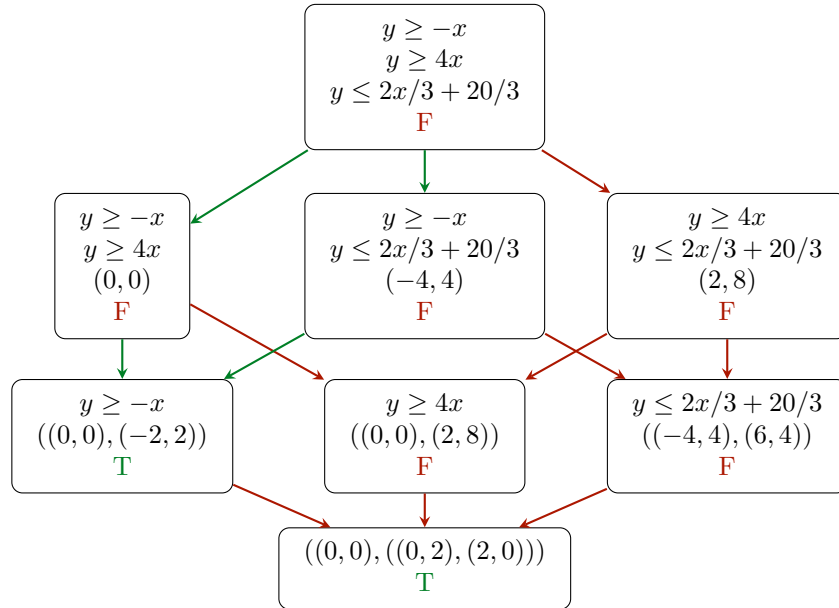 y ≥ −x
y ≥ 4x
y ≤ 2x/3 + 20/3
F
y ≥ −x
y ≥ 4x
(0, 0)
F
y ≥ −x
y ≤ 2x/3 + 20/3
(−4, 4)
F
y ≥ 4x
y ≤ 2x/3 + 20/3
(2, 8)
F
y ≥ −x
((0, 0), (−2, 2))
T
y ≥ 4x
((0, 0), (2, 8))
F
y ≤ 2x/3 + 20/3
((−4, 4), (6, 4))
F
((0, 0), ((0, 2), (2, 0)))
T